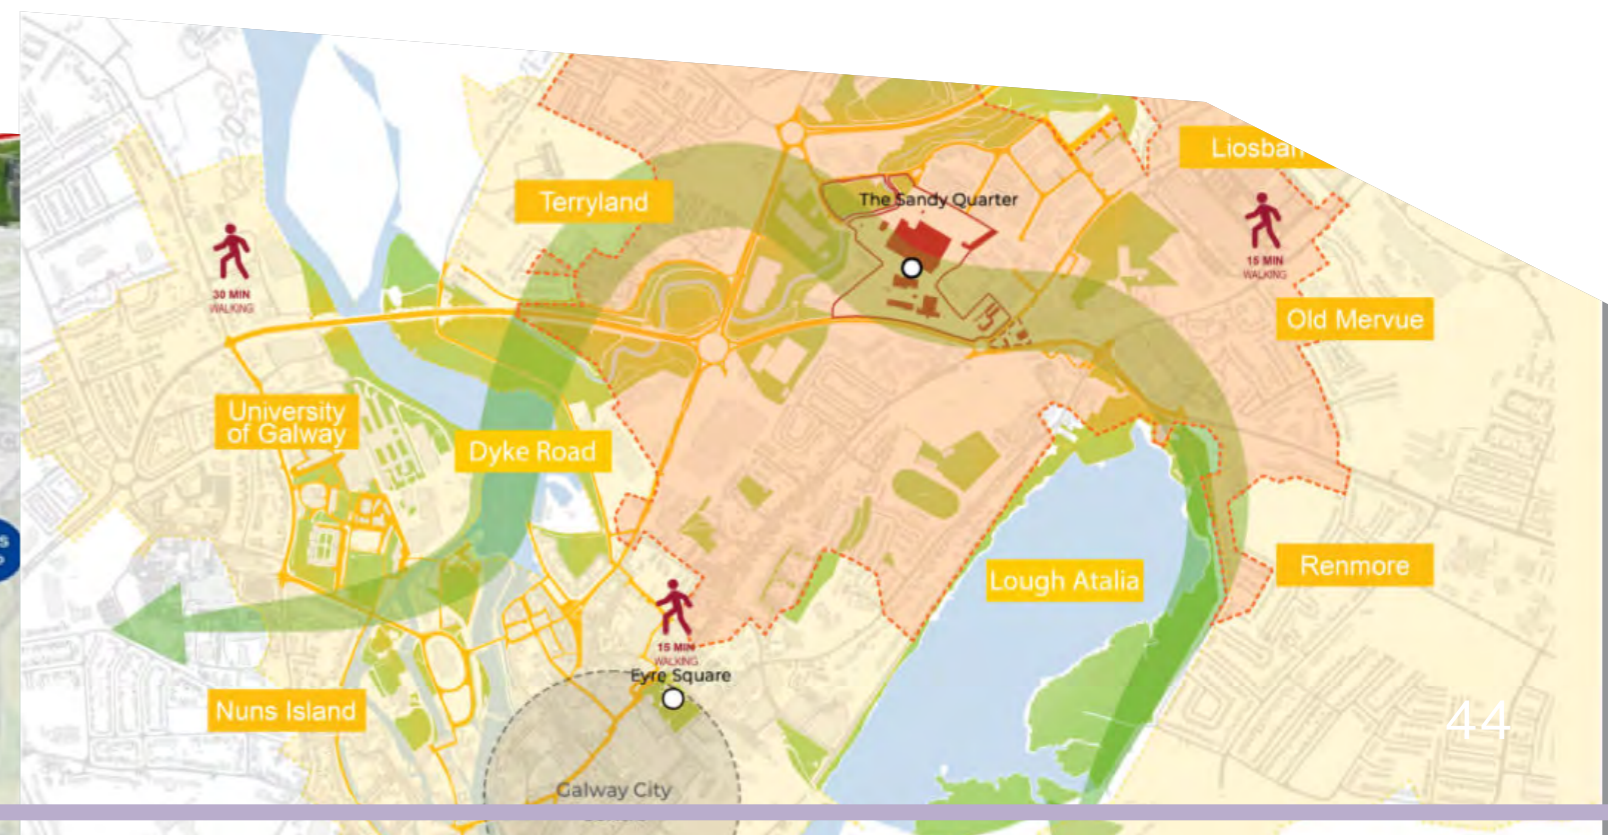 Liosban
The Sandy Quarter
Terryland
15 MIN
WALKING
30 MIN
WALKING
Old Mervue
University
of Galway
Dyke Road
Renmore
Lough Atalia
15 MIN
WALKING
Eyre Square
Nuns Island
44
Galway City